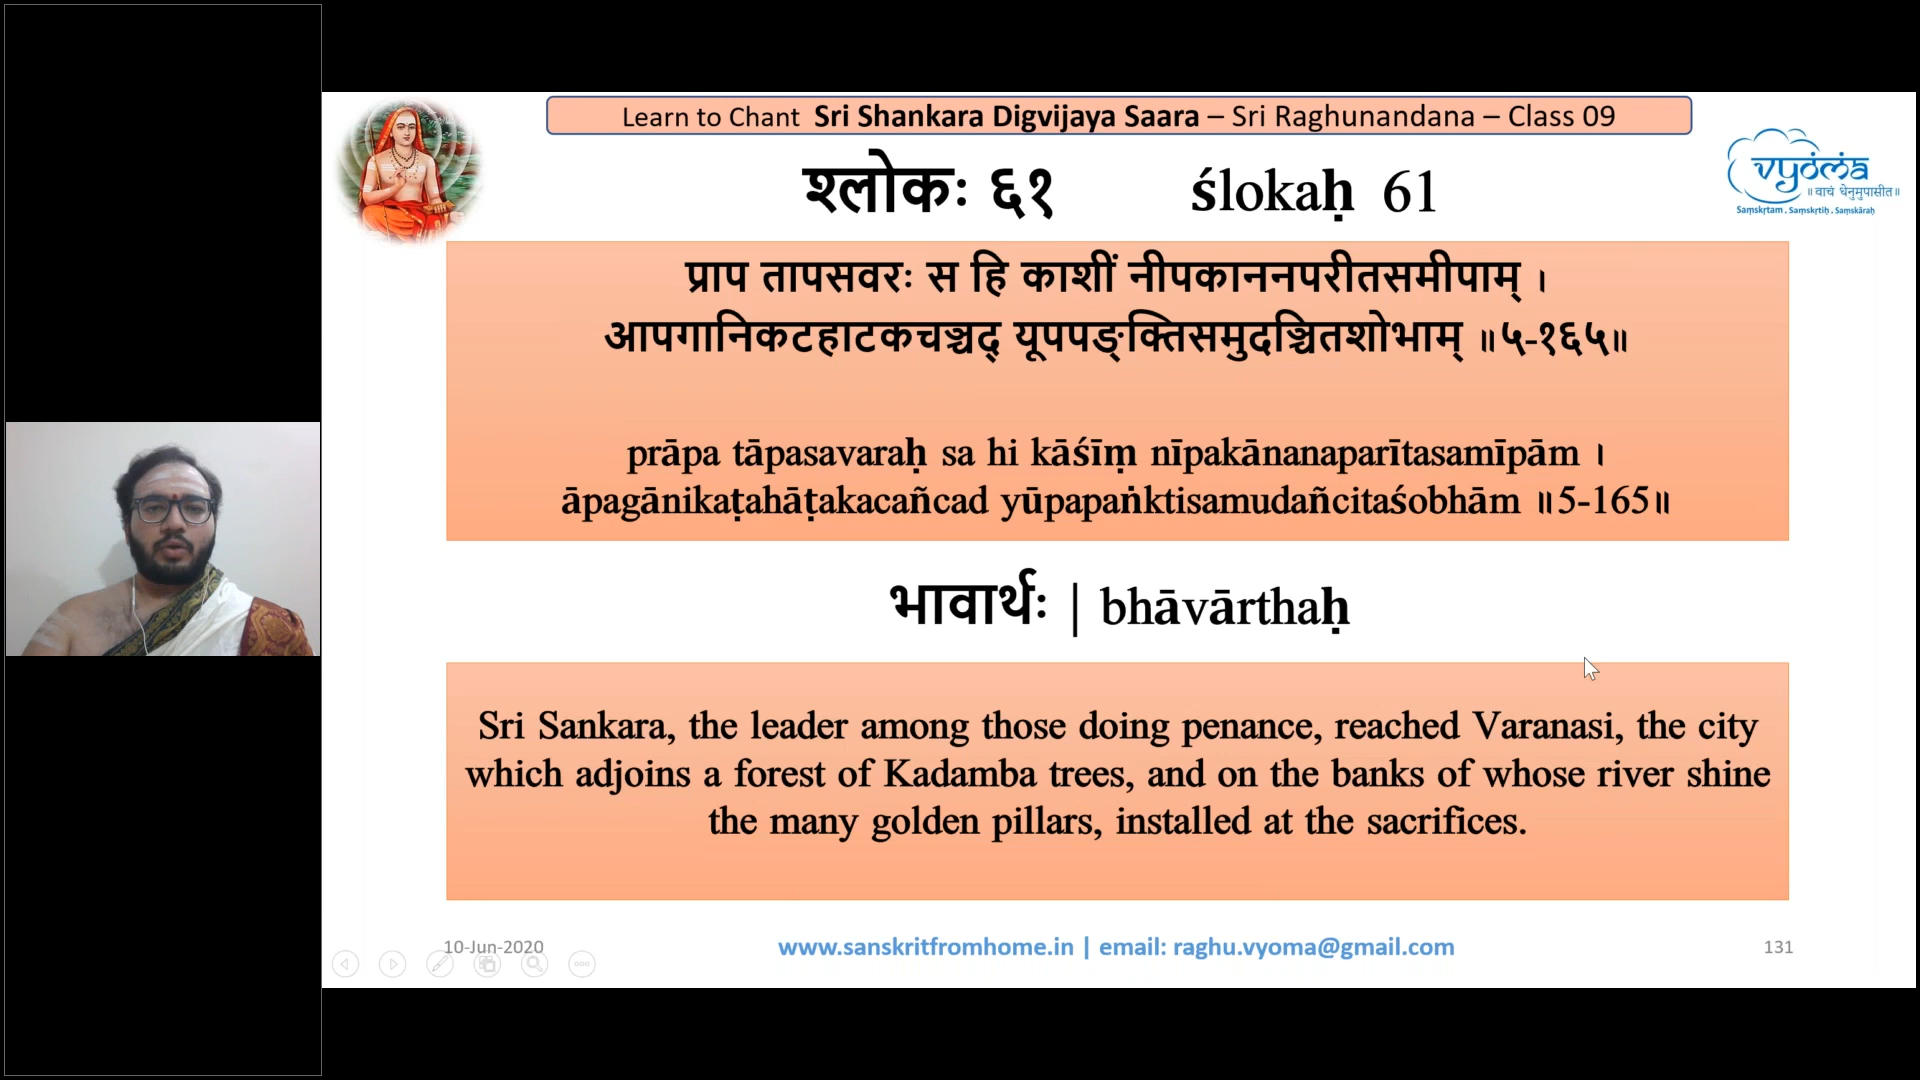 Learn to Chant Sri Shankara Digvijaya Saara – Sri Raghunandana – Class 09
vyoma
॥ वाचं धेनुमुपासीत॥
Saṃskṛtam . Saṃskṛtiḥ . Saṃskāraḥ
श्लोकः ६१ ślokaḥ 61
प्राप तापसवरः स हि काशीं नीपकाननपरीतसमीपाम् ।
आपगानिकटहाटकचञ्चद् यूपपङ्क्तिसमुदञ्चितशोभाम् ॥५-१६५॥
prāpa tāpasavaraḥ sa hi kāśīṃ nīpakānanaparītasamīpām ।
āpagānikaṭahāṭakacañcad yūpapaṅktisamudañcitaśobhām ॥5-165॥
भावार्थः | bhāvārthaḥ
Sri Sankara, the leader among those doing penance, reached Varanasi, the city
which adjoins a forest of Kadamba trees, and on the banks of whose river shine
the many golden pillars, installed at the sacrifices.
10-Jun-2020
www.sanskritfromhome.in | email: raghu.vyoma@gmail.com
131